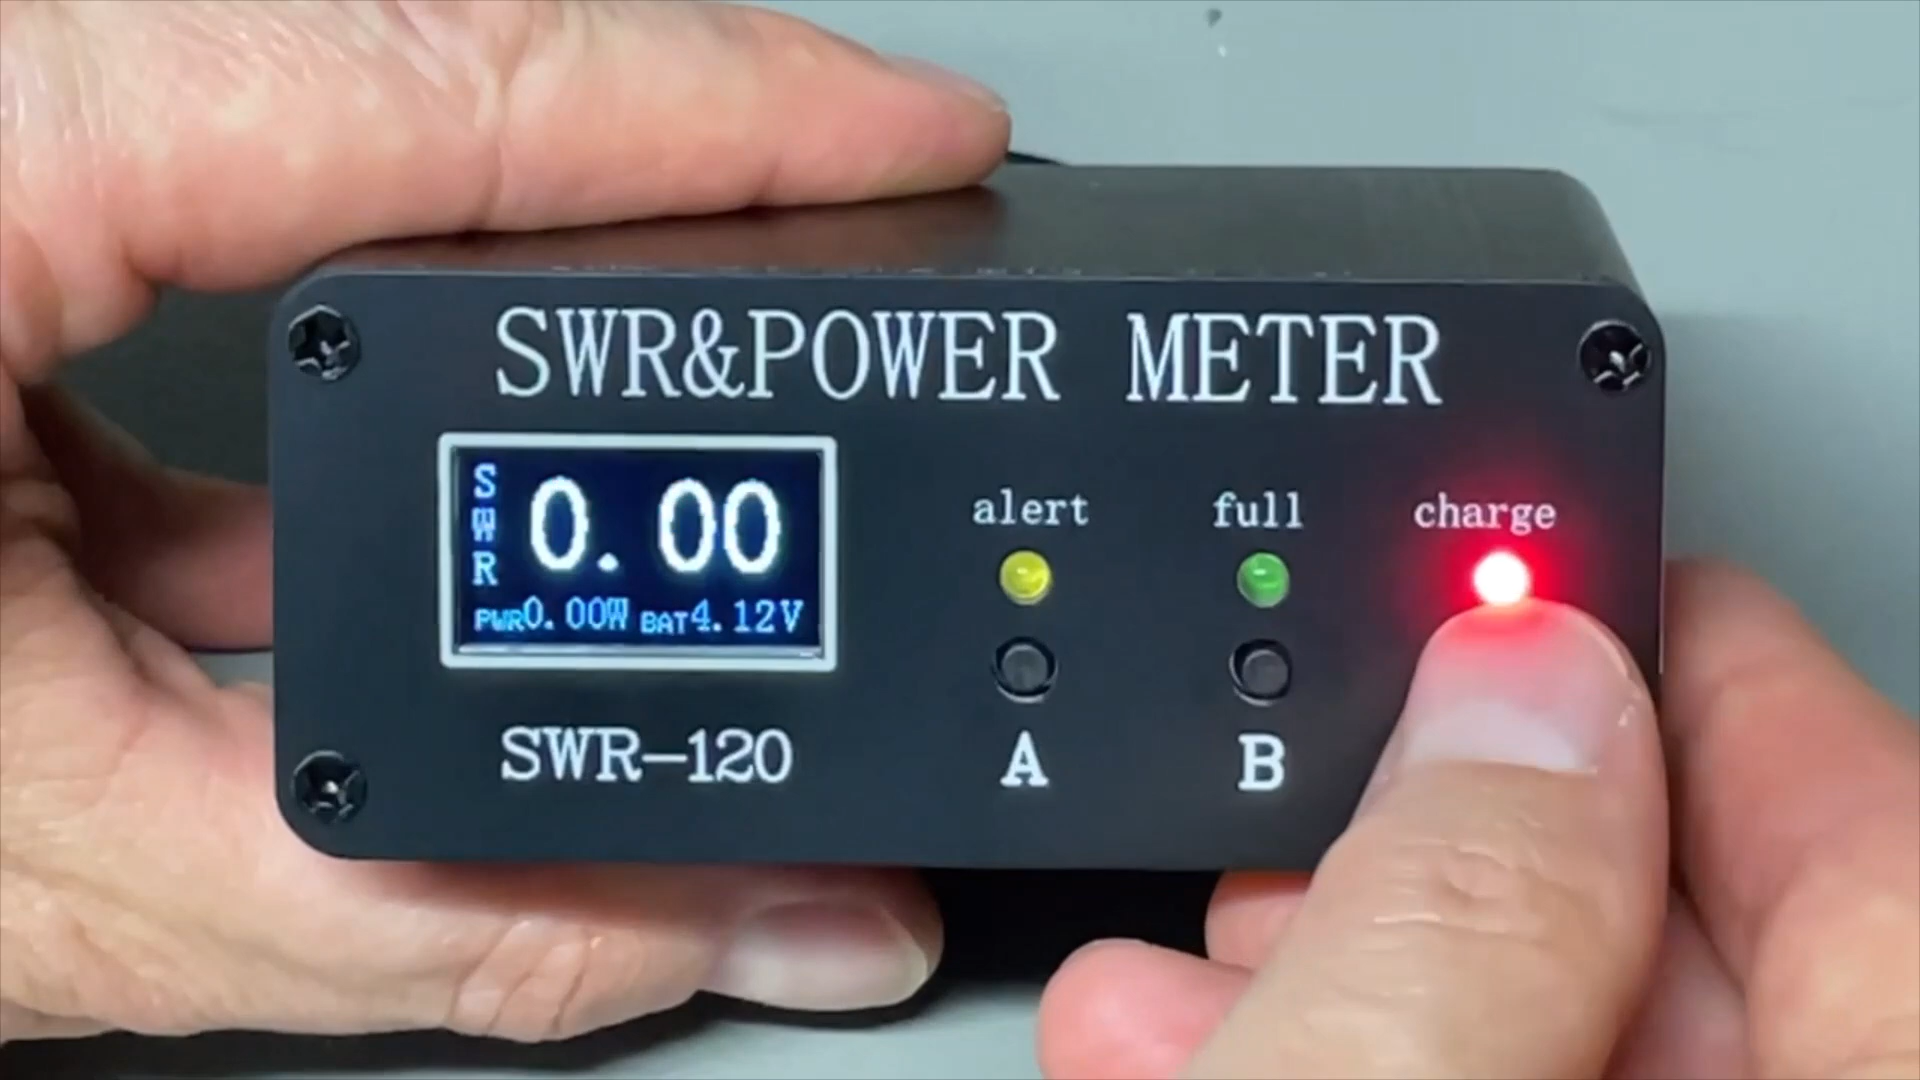 SWR&POWER METER
SWR
0.00
PWR0.00W BAT4.12V
alert full charge
SWR-120
A B